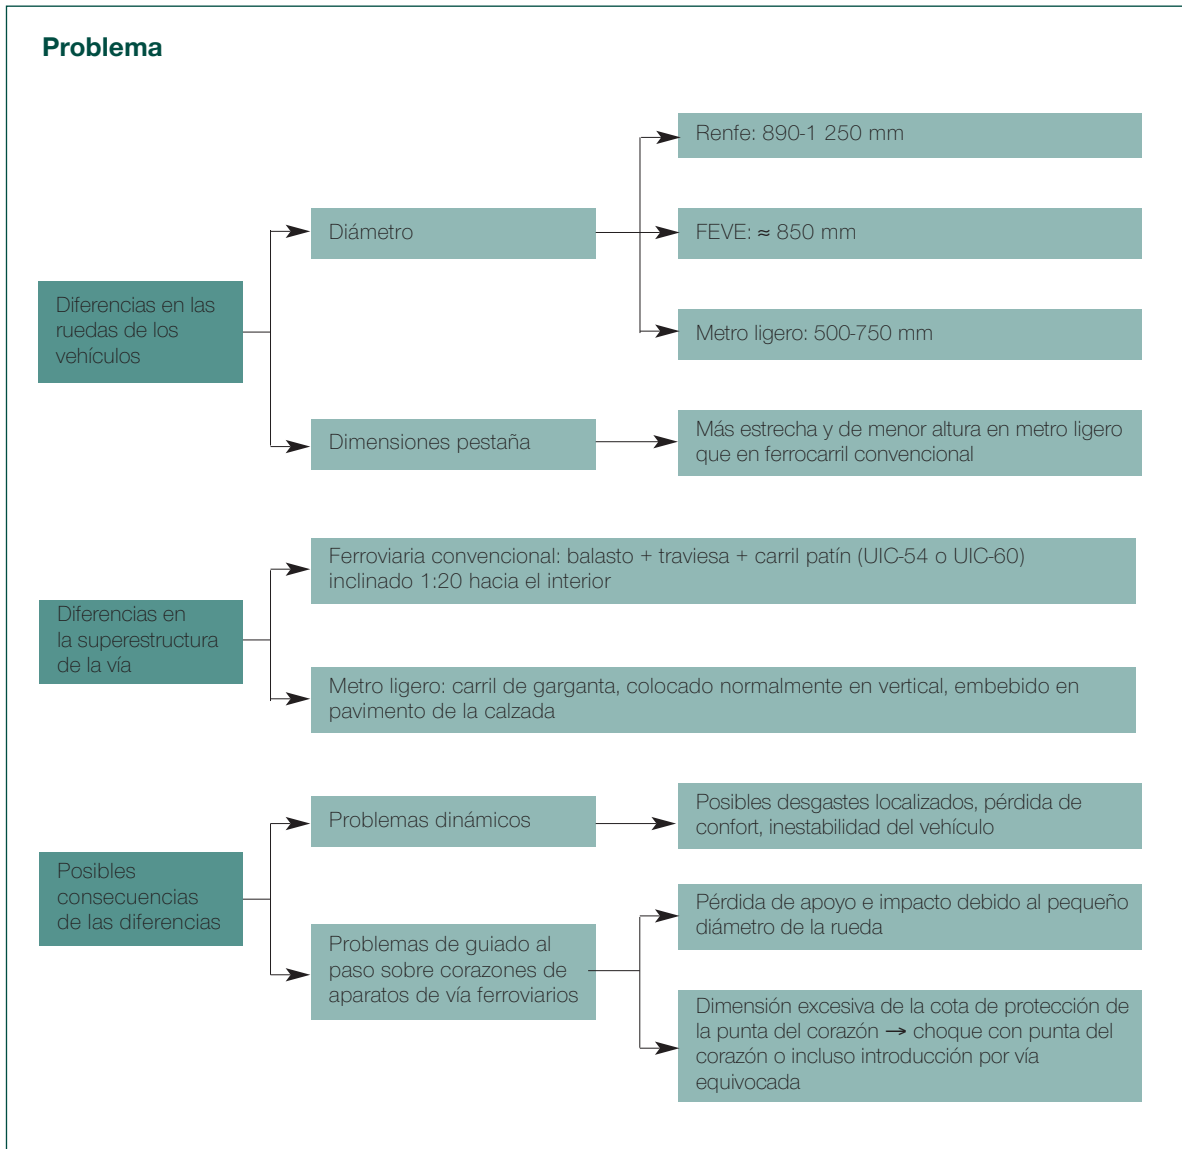 Problema
Diferencias en las
ruedas de los
vehículos
Diámetro
Renfe: 890-1 250 mm
FEVE: ≈ 850 mm
Metro ligero: 500-750 mm
Dimensiones pestaña
Más estrecha y de menor altura en metro ligero
que en ferrocarril convencional
Diferencias en
la superestructura
de la vía
Ferroviaria convencional: balasto + traviesa + carril patín (UIC-54 o UIC-60)
inclinado 1:20 hacia el interior
Metro ligero: carril de garganta, colocado normalmente en vertical, embebido en
pavimento de la calzada
Posibles
consecuencias
de las diferencias
Problemas dinámicos
Posibles desgastes localizados, pérdida de
confort, inestabilidad del vehículo
Problemas de guiado al
paso sobre corazones de
aparatos de vía ferroviarios
Pérdida de apoyo e impacto debido al pequeño
diámetro de la rueda
Dimensión excesiva de la cota de protección de
la punta del corazón → choque con punta del
corazón o incluso introducción por vía
equivocada